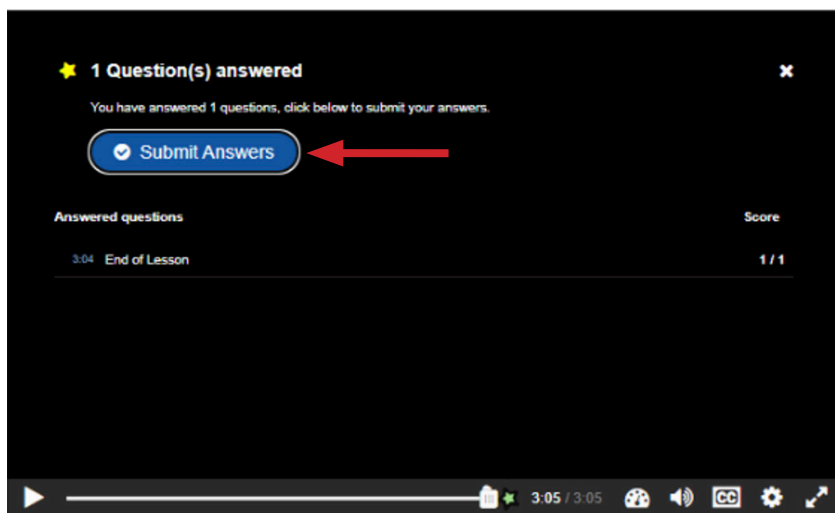 1 Question(s) answered
You have answered 1 questions, click below to submit your answers.
Submit Answers
Answered questions Score
3:04 End of Lesson 1 / 1
3:05 / 3:05 CC